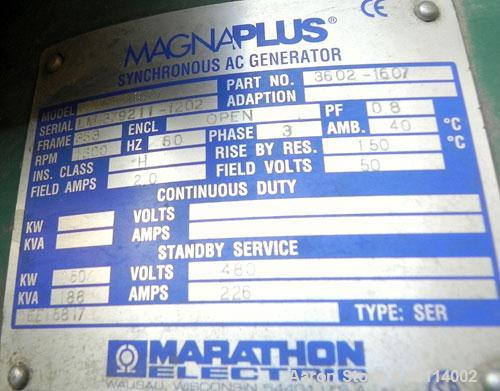 MAGNAPLUS® CE
SYNCHRONOUS AC GENERATOR
MODEL PART NO. 3602-1607
SERIAL 379211-1202 ADAPTION
FRAME ENCL OPEN PF 0.8
RPM HZ 60 PHASE 3 AMB. 40 °C
INS. CLASS H RISE BY RES. 150 °C
FIELD AMPS 2.0 FIELD VOLTS 50
CONTINUOUS DUTY
KW VOLTS
KVA AMPS
STANDBY SERVICE
KW VOLTS 480
KVA 188 AMPS 226
TYPE: SER
MARATHON
ELECTRIC
WAUSAU, WISCONSIN